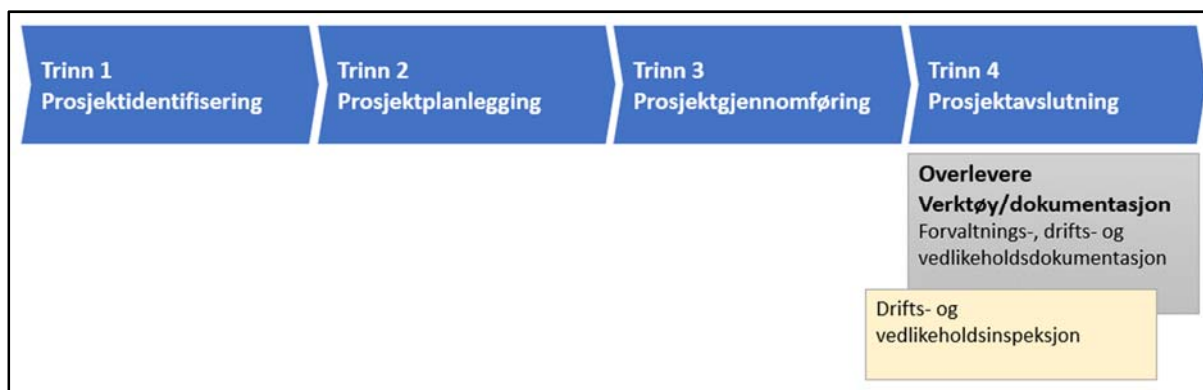 Trinn 1
Prosjektidentifisering
Trinn 2
Prosjektplanlegging
Trinn 3
Prosjektgjennomføring
Trinn 4
Prosjektavslutning
Overlevere
Verktøy/dokumentasjon
Forvaltnings-, drifts- og
vedlikeholdsdokumentasjon
Drifts- og
vedlikeholdsinspeksjon